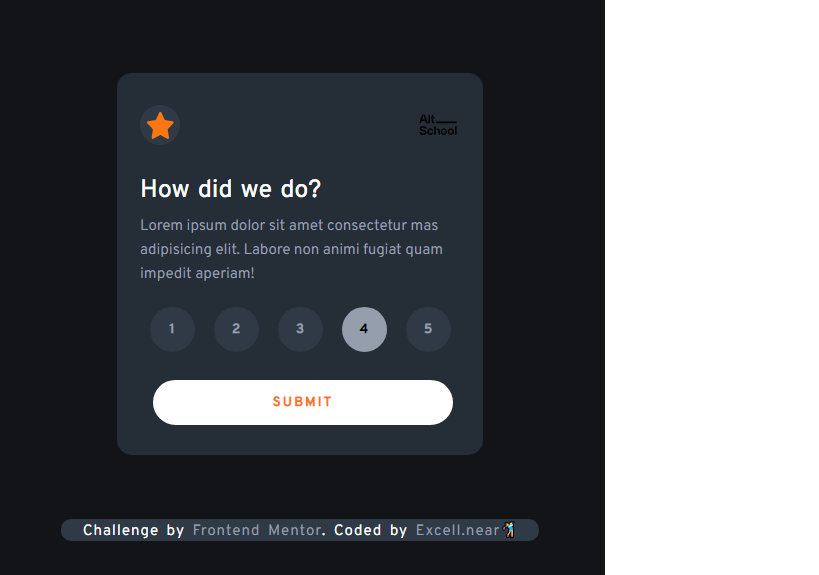 Alt
School
How did we do?
Lorem ipsum dolor sit amet consectetur mas
adipisicing elit. Labore non animi fugiat quam
impedit aperiam!
1 2 3 4 5
SUBMIT
Challenge by Frontend Mentor. Coded by Excell.near